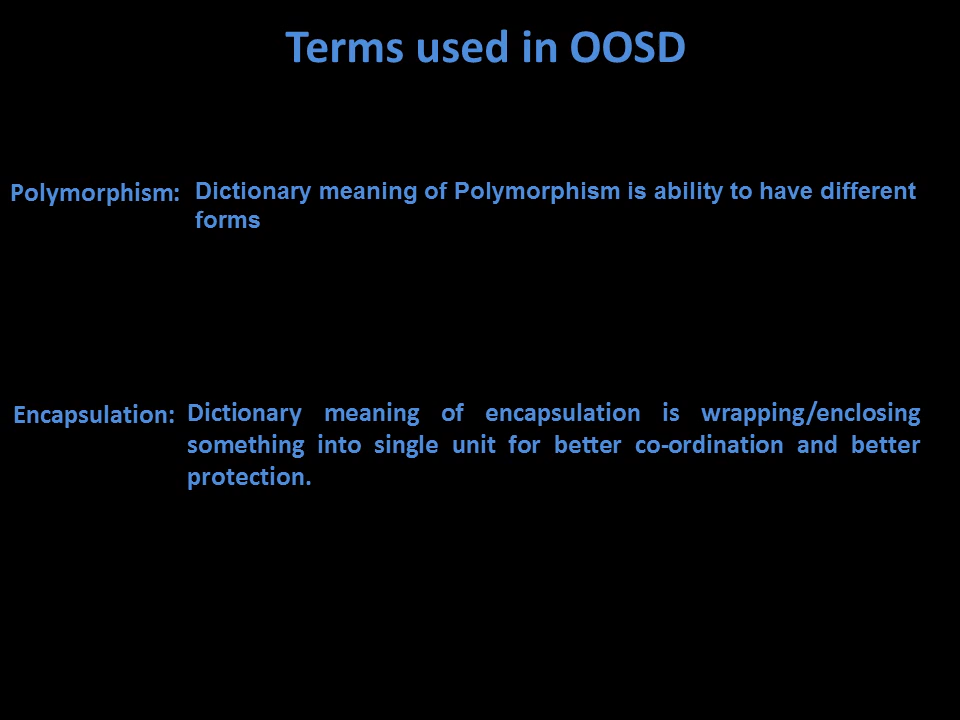 Terms used in OOSD
Polymorphism: Dictionary meaning of Polymorphism is ability to have different
forms
Encapsulation: Dictionary meaning of encapsulation is wrapping/enclosing
something into single unit for better co-ordination and better
protection.